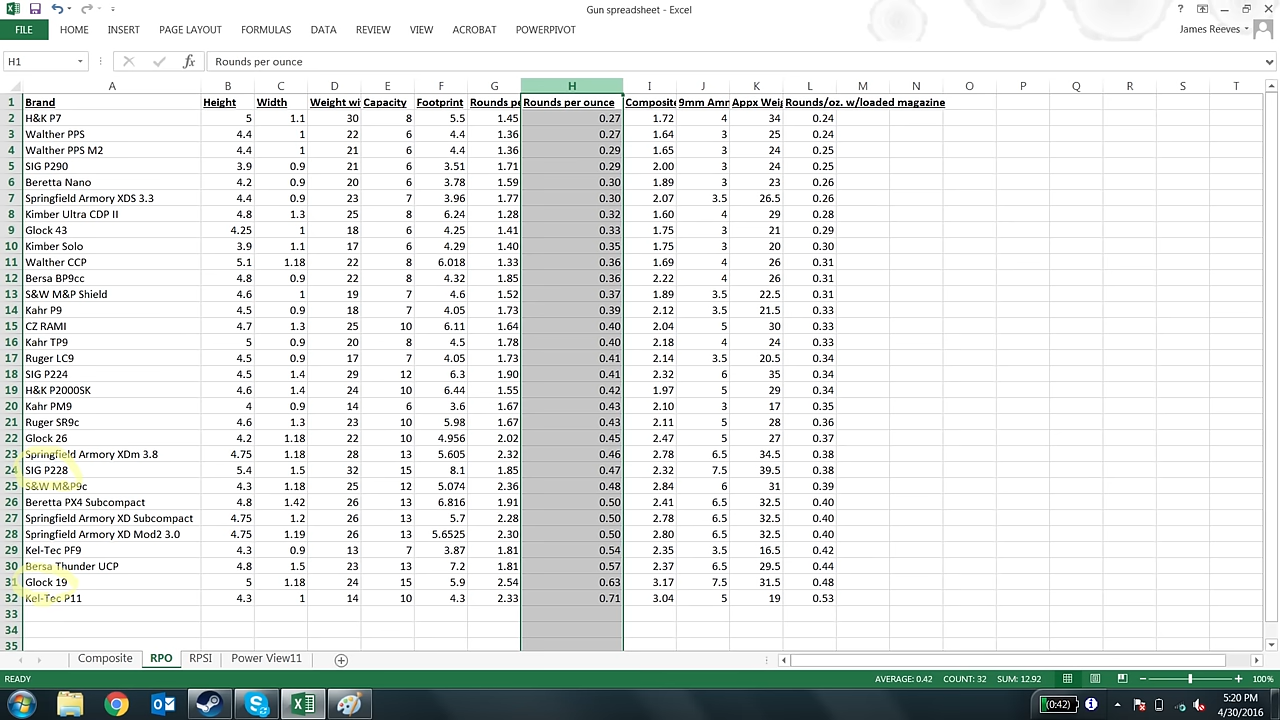 Gun spreadsheet - Excel
FILE HOME INSERT PAGE LAYOUT FORMULAS DATA REVIEW VIEW ACROBAT POWERPIVOT James Reeves
H1 fx Rounds per ounce
A B C D E F G H I J K L M N O P Q R S T
1 Brand Height Width Weight wi Capacity Footprint Rounds pe Rounds per ounce Composite 9mm Amr Appx Weig Rounds/oz. w/loaded magazine
2 H&K P7 5 1.1 30 8 5.5 1.45 0.27 1.72 4 34 0.24
3 Walther PPS 4.4 1 22 6 4.4 1.36 0.27 1.64 3 25 0.24
4 Walther PPS M2 4.4 1 21 6 4.4 1.36 0.29 1.65 3 24 0.25
5 SIG P290 3.9 0.9 21 6 3.51 1.71 0.29 2.00 3 24 0.25
6 Beretta Nano 4.2 0.9 20 6 3.78 1.59 0.30 1.89 3 23 0.26
7 Springfield Armory XDS 3.3 4.4 0.9 23 7 3.96 1.77 0.30 2.07 3.5 26.5 0.26
8 Kimber Ultra CDP II 4.8 1.3 25 8 6.24 1.28 0.32 1.60 4 29 0.28
9 Glock 43 4.25 1 18 6 4.25 1.41 0.33 1.75 3 21 0.29
10 Kimber Solo 3.9 1.1 17 6 4.29 1.40 0.35 1.75 3 20 0.30
11 Walther CCP 5.1 1.18 22 8 6.018 1.33 0.36 1.69 4 26 0.31
12 Bersa BP9cc 4.8 0.9 22 8 4.32 1.85 0.36 2.22 4 26 0.31
13 S&W M&P Shield 4.6 1 19 7 4.6 1.52 0.37 1.89 3.5 22.5 0.31
14 Kahr P9 4.5 0.9 18 7 4.05 1.73 0.39 2.12 3.5 21.5 0.33
15 CZ RAMI 4.7 1.3 25 10 6.11 1.64 0.40 2.04 5 30 0.33
16 Kahr TP9 5 0.9 20 8 4.5 1.78 0.40 2.18 4 24 0.33
17 Ruger LC9 4.5 0.9 17 7 4.05 1.73 0.41 2.14 3.5 20.5 0.34
18 SIG P224 4.5 1.4 29 12 6.3 1.90 0.41 2.32 6 35 0.34
19 H&K P2000SK 4.6 1.4 24 10 6.44 1.55 0.42 1.97 5 29 0.34
20 Kahr PM9 4 0.9 14 6 3.6 1.67 0.43 2.10 3 17 0.35
21 Ruger SR9c 4.6 1.3 23 10 5.98 1.67 0.43 2.11 5 28 0.36
22 Glock 26 4.2 1.18 22 10 4.956 2.02 0.45 2.47 5 27 0.37
23 Springfield Armory XDm 3.8 4.75 1.18 28 13 5.605 2.32 0.46 2.78 6.5 34.5 0.38
24 SIG P228 5.4 1.5 32 15 8.1 1.85 0.47 2.32 7.5 39.5 0.38
25 S&W M&P9c 4.3 1.18 25 12 5.074 2.36 0.48 2.84 6 31 0.39
26 Beretta PX4 Subcompact 4.8 1.42 26 13 6.816 1.91 0.50 2.41 6.5 32.5 0.40
27 Springfield Armory XD Subcompact 4.75 1.2 26 13 5.7 2.28 0.50 2.78 6.5 32.5 0.40
28 Springfield Armory XD Mod2 3.0 4.75 1.19 26 13 5.6525 2.30 0.50 2.80 6.5 32.5 0.40
29 Kel-Tec PF9 4.3 0.9 13 7 3.87 1.81 0.54 2.35 3.5 16.5 0.42
30 Bersa Thunder UCP 4.8 1.5 23 13 7.2 1.81 0.57 2.37 6.5 29.5 0.44
31 Glock 19 5 1.18 24 15 5.9 2.54 0.63 3.17 7.5 31.5 0.48
32 Kel-Tec P11 4.3 1 14 10 4.3 2.33 0.71 3.04 5 19 0.53
33
34
35
Composite RPO RPSI Power View11
READY AVERAGE: 0.42 COUNT: 32 SUM: 12.92 100%
(0:42) 5:20 PM
4/30/2016